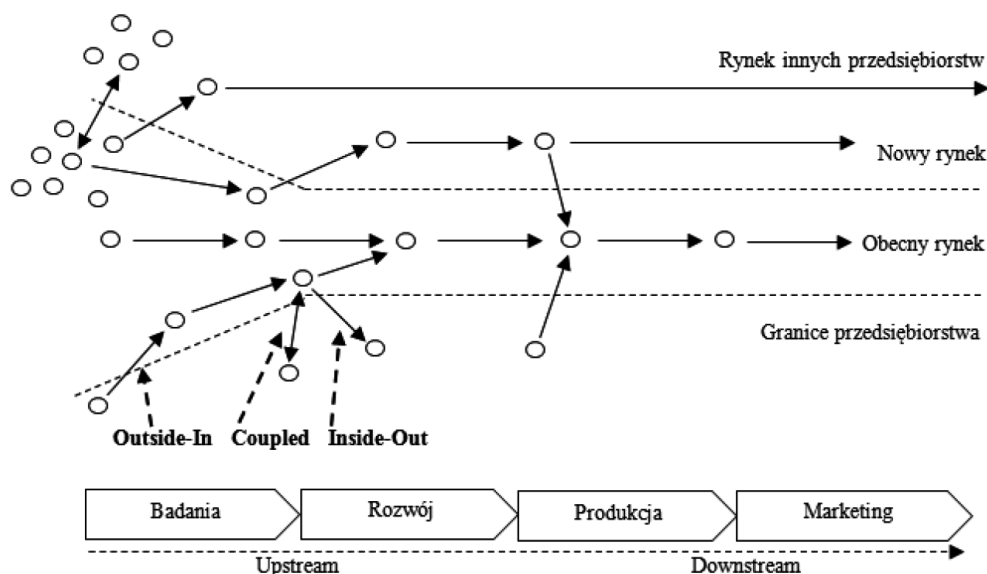 Rynek innych przedsiębiorstw
Nowy rynek
Obecny rynek
Granice przedsiębiorstwa
Outside-In Coupled Inside-Out
Badania Rozwój Produkcja Marketing
Upstream Downstream